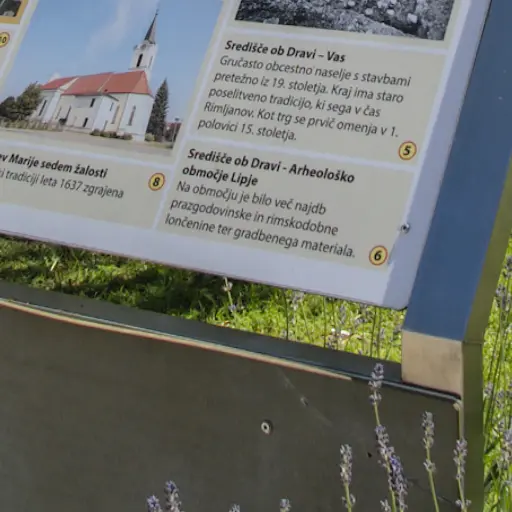 10
Središče ob Dravi – Vas
Gručasto obcestno naselje s stavbami
pretežno iz 19. stoletja. Kraj ima staro
poselitveno tradicijo, ki sega v čas
Rimljanov. Kot trg se prvič omenja v 1.
polovici 15. stoletja.
5
Marije sedem žalosti
tradiciji leta 1637 zgrajena
8
Središče ob Dravi - Arheološko
območje Lipje
Na območju je bilo več najdb
prazgodovinske in rimskodobne
lončenine ter gradbenega materiala.
6